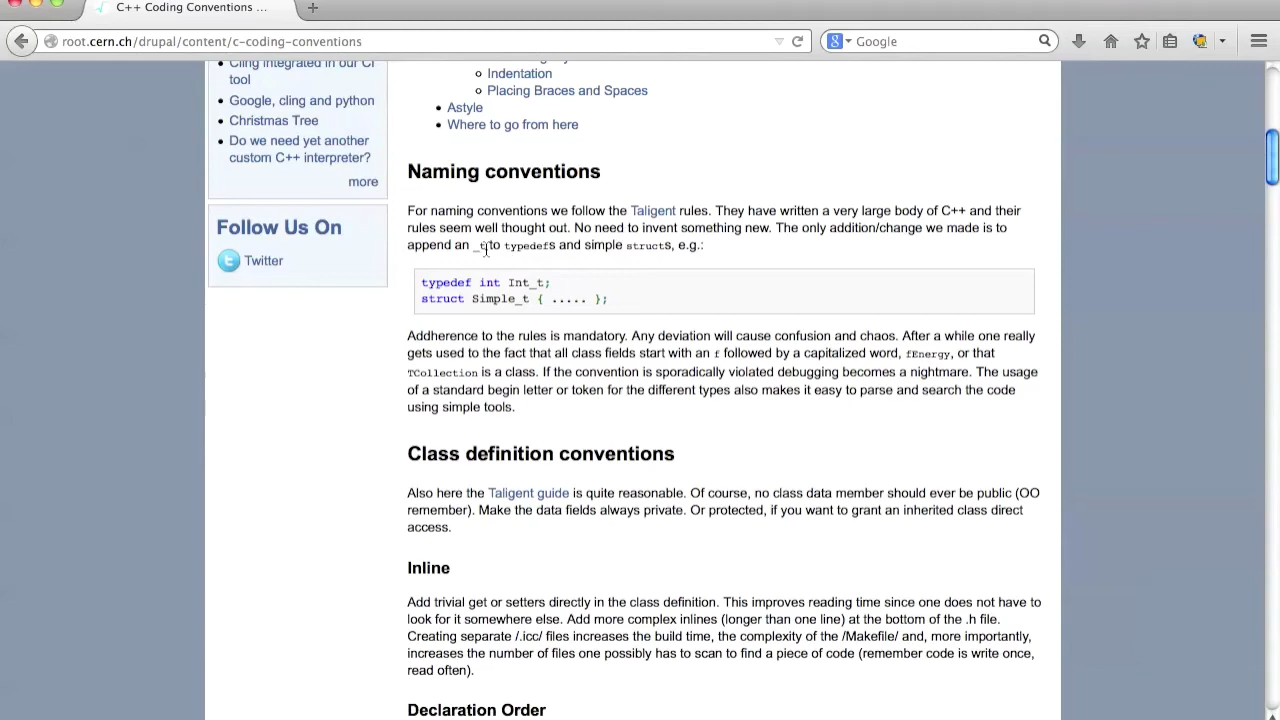 C++ Coding Conventions ...
root.cern.ch/drupal/content/c-coding-conventions
Google
Cling integrated in our CI
tool
Google, cling and python
Christmas Tree
Do we need yet another
custom C++ interpreter?
more
Follow Us On
Twitter
Indentation
Placing Braces and Spaces
Astyle
Where to go from here
Naming conventions
For naming conventions we follow the Taligent rules. They have written a very large body of C++ and their
rules seem well thought out. No need to invent something new. The only addition/change we made is to
append an _t to typedefs and simple structs, e.g.:
typedef int Int_t;
struct Simple_t { ..... };
Addherence to the rules is mandatory. Any deviation will cause confusion and chaos. After a while one really
gets used to the fact that all class fields start with an f followed by a capitalized word, fEnergy, or that
TCollection is a class. If the convention is sporadically violated debugging becomes a nightmare. The usage
of a standard begin letter or token for the different types also makes it easy to parse and search the code
using simple tools.
Class definition conventions
Also here the Taligent guide is quite reasonable. Of course, no class data member should ever be public (OO
remember). Make the data fields always private. Or protected, if you want to grant an inherited class direct
access.
Inline
Add trivial get or setters directly in the class definition. This improves reading time since one does not have to
look for it somewhere else. Add more complex inlines (longer than one line) at the bottom of the .h file.
Creating separate /.icc/ files increases the build time, the complexity of the /Makefile/ and, more importantly,
increases the number of files one possibly has to scan to find a piece of code (remember code is write once,
read often).
Declaration Order